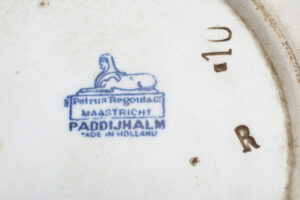 Petrus Regout & Co
MAASTRICHT
PADDIJHALM
MADE IN HOLLAND
10
R